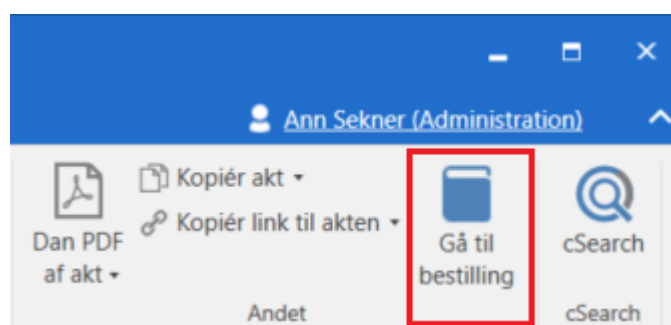 Ann Sekner (Administration)
Kopiér akt
Kopiér link til akten
Dan PDF
af akt
Gå til
bestilling
cSearch
Andet
cSearch